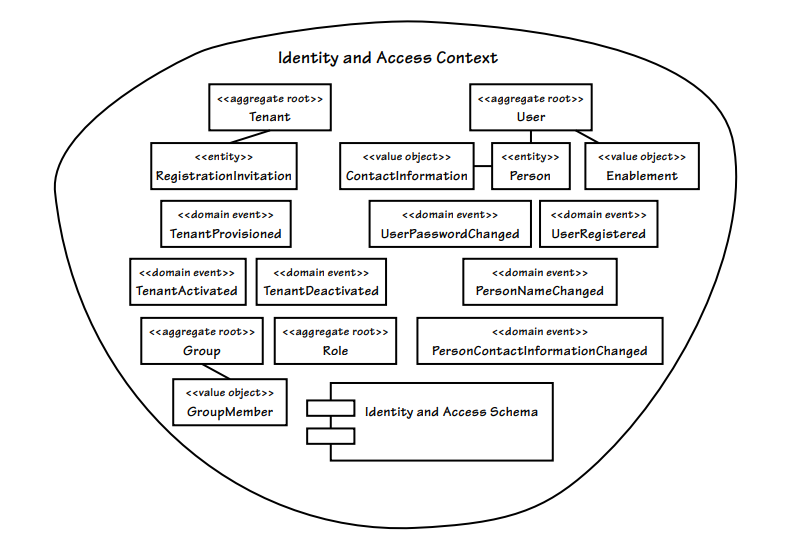 Identity and Access Context
<<aggregate root>>
Tenant
<<aggregate root>>
User
<<entity>>
RegistrationInvitation
<<value object>>
ContactInformation
<<entity>>
Person
<<value object>>
Enablement
<<domain event>>
TenantProvisioned
<<domain event>>
UserPasswordChanged
<<domain event>>
UserRegistered
<<domain event>>
TenantActivated
<<domain event>>
TenantDeactivated
<<domain event>>
PersonNameChanged
<<aggregate root>>
Group
<<aggregate root>>
Role
<<domain event>>
PersonContactInformationChanged
<<value object>>
GroupMember
Identity and Access Schema